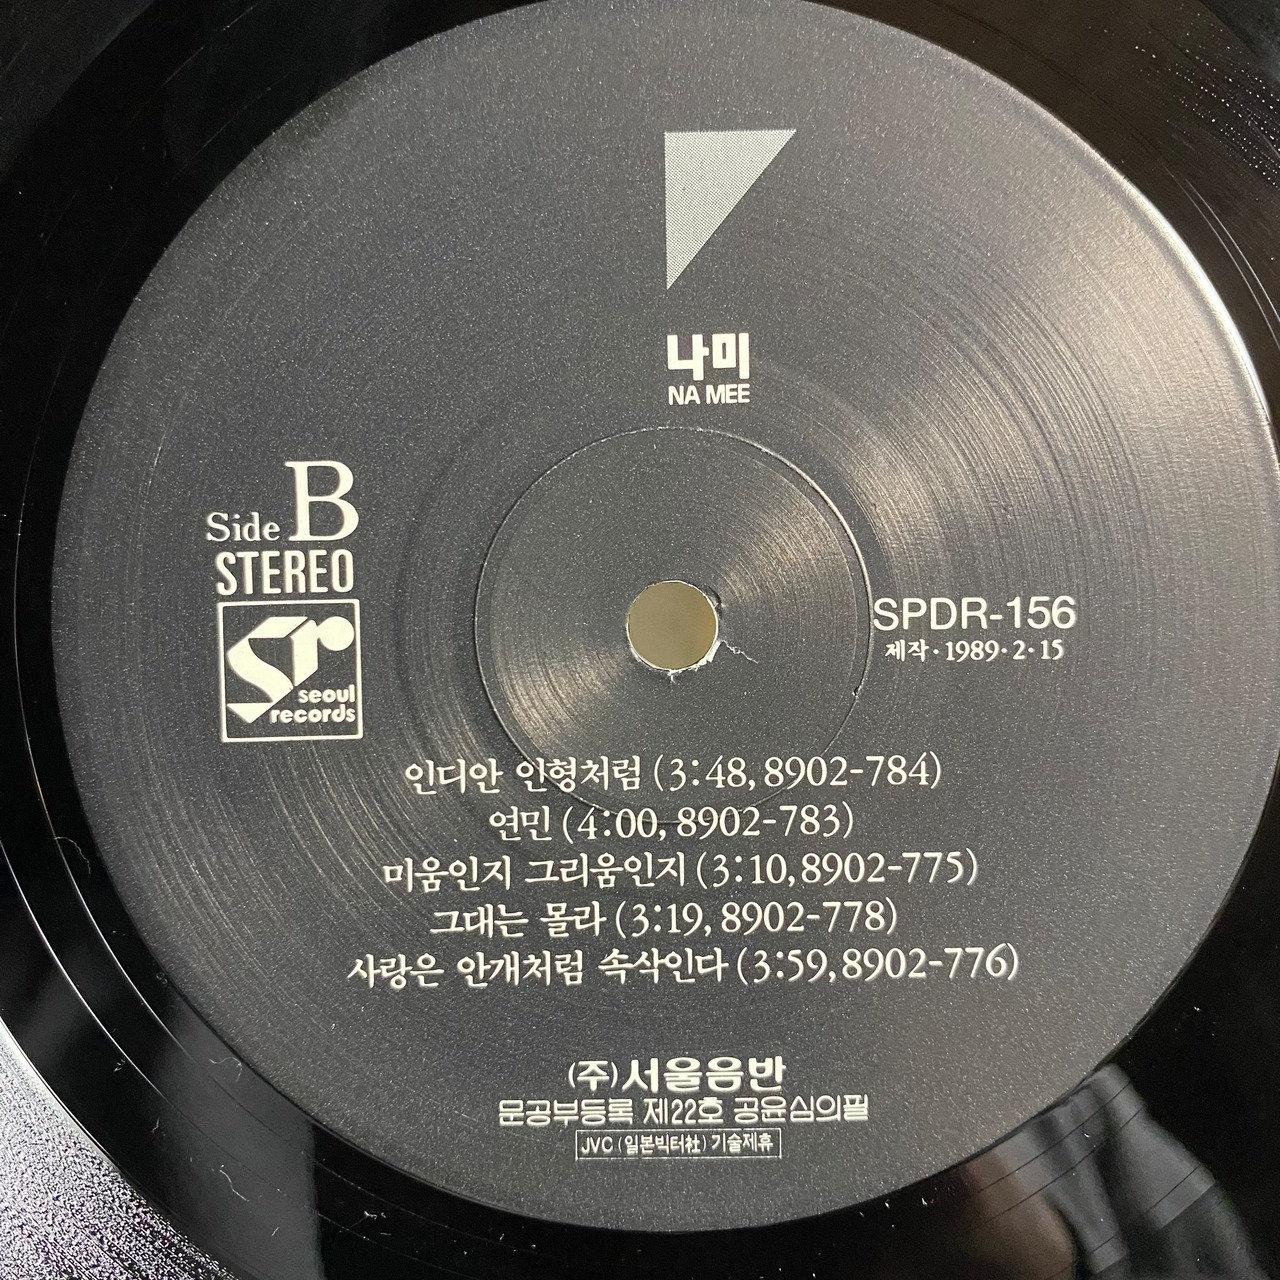 나미
NA MEE
Side B
STEREO
sr
seoul
records
SPDR-156
제작·1989·2·15
인디안 인형처럼 (3:48, 8902-784)
연민 (4:00, 8902-783)
미움인지 그리움인지 (3:10, 8902-775)
그대는 몰라 (3:19, 8902-778)
사랑은 안개처럼 속삭인다 (3:59, 8902-776)
(주)서울음반
문공부등록 제22호 공윤심의필
JVC (일본빅터社) 기술제휴